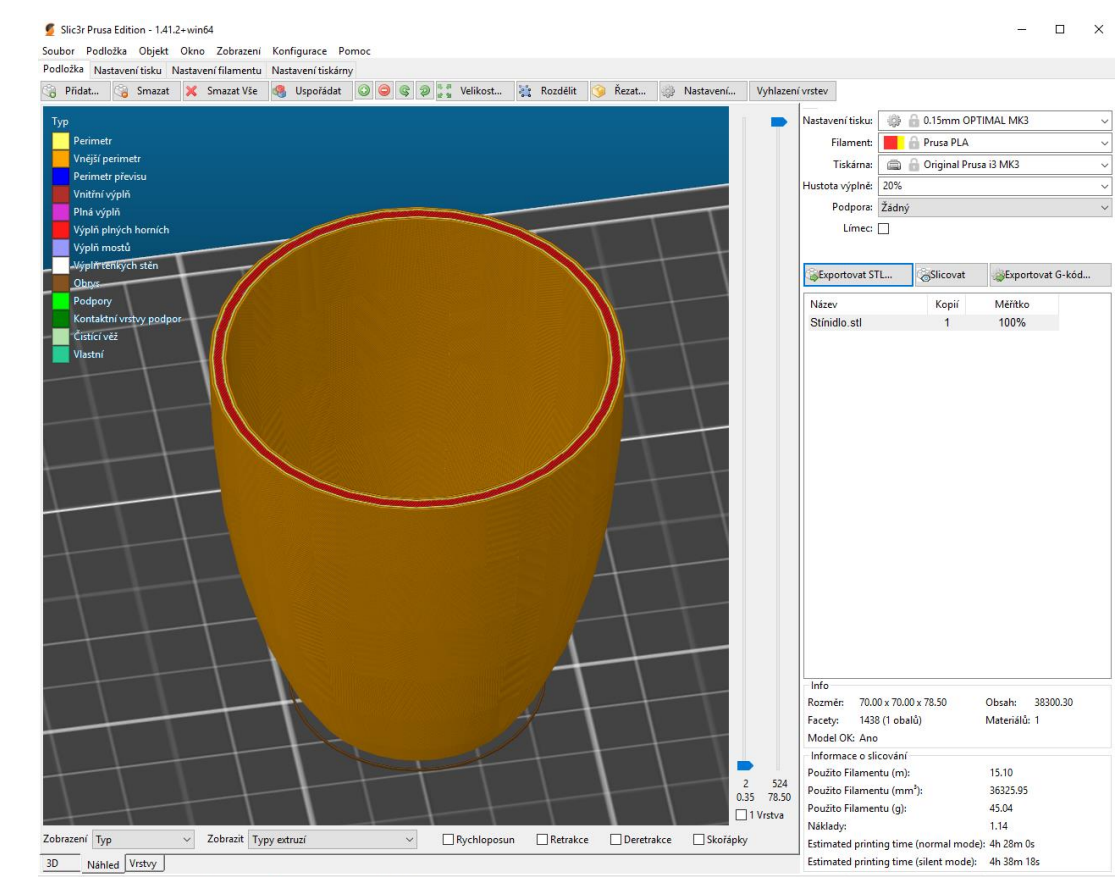 Slic3r Prusa Edition - 1.41.2+win64
Soubor Podložka Objekt Okno Zobrazení Konfigurace Pomoc
Podložka Nastavení tisku Nastavení filamentu Nastavení tiskárny
Přidat... Smazat Smazat Vše Uspořádat Velikost... Rozdělit Řezat... Nastavení... Vyhlazení vrstev
Typ
Perimetr
Vnější perimetr
Perimetr převisu
Vnitřní výplň
Plná výplň
Výplň plných horních
Výplň mostů
Výplň tenkých stěn
Obrys
Podpory
Kontaktní vrstvy podpor
Čistící věž
Vlastní
2 524
0.35 78.50
1 Vrstva
Zobrazení Typ Zobrazit Typy extruzí Rychloposun Retrakce Deretrakce Skořápky
3D Náhled Vrstvy
Nastavení tisku: 0.15mm OPTIMAL MK3
Filament: Prusa PLA
Tiskárna: Original Prusa i3 MK3
Hustota výplně: 20%
Podpora: Žádný
Límec:
Exportovat STL... Slicovat Exportovat G-kód...
Název Kopií Měřítko
Stínidlo.stl 1 100%
Info
Rozměr: 70.00 x 70.00 x 78.50 Obsah: 38300.30
Facety: 1438 (1 obalů) Materiálů: 1
Model OK: Ano
Informace o slicování
Použito Filamentu (m): 15.10
Použito Filamentu (mm³): 36325.95
Použito Filamentu (g): 45.04
Náklady: 1.14
Estimated printing time (normal mode): 4h 28m 0s
Estimated printing time (silent mode): 4h 38m 18s